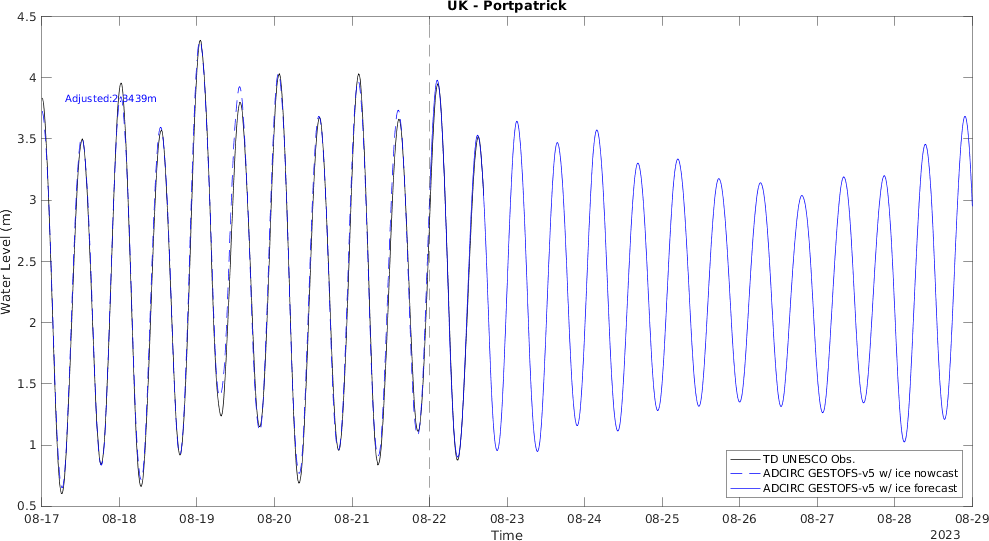 UK - Portpatrick
4.5
4
3.5
3
2.5
2
1.5
1
0.5
Water Level (m)
Adjusted:2.3439m
TD UNESCO Obs.
ADCIRC GESTOFS-v5 w/ ice nowcast
ADCIRC GESTOFS-v5 w/ ice forecast
08-17 08-18 08-19 08-20 08-21 08-22 08-23 08-24 08-25 08-26 08-27 08-28 08-29
Time
2023